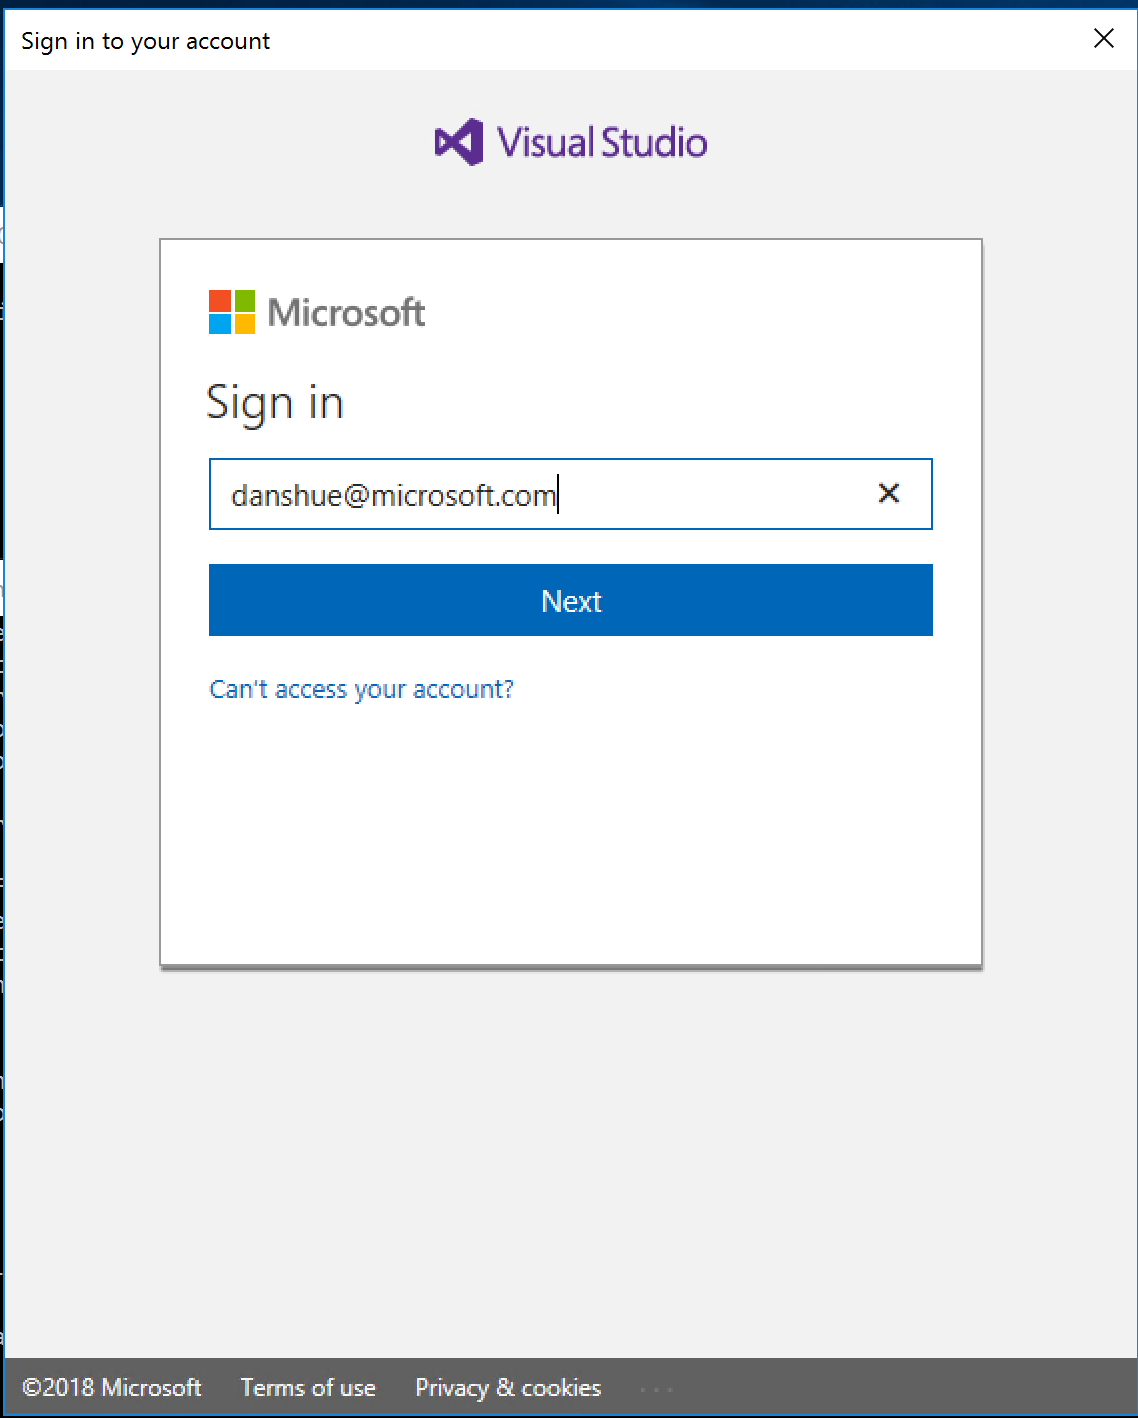 Sign in to your account
Visual Studio
Microsoft
Sign in
danshue@microsoft.com
Next
Can't access your account?
©2018 Microsoft Terms of use Privacy & cookies ...